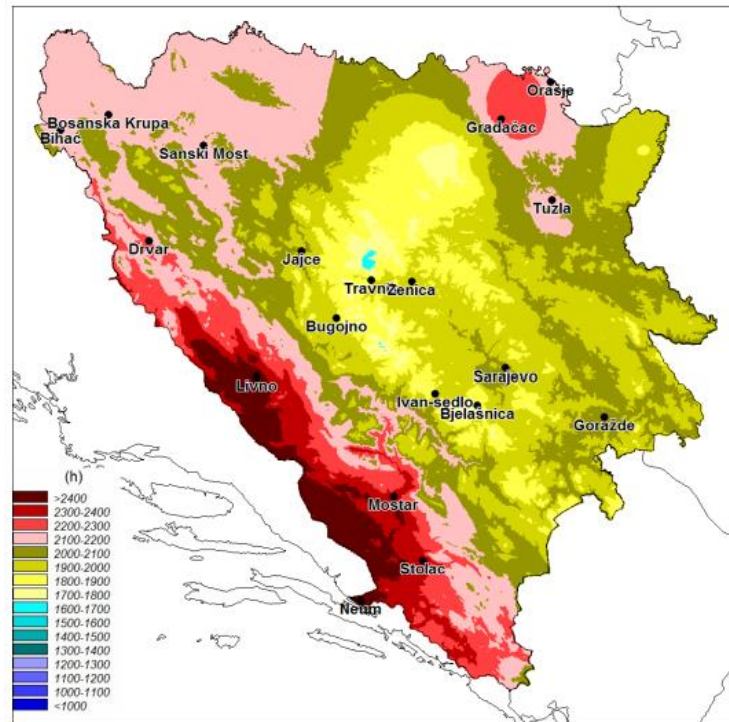 Orašje
Bosanska Krupa
Gradačac
Bihać
Sanski Most
Tuzla
Drvar
Jajce
Travnik
Zenica
Bugojno
Sarajevo
Livno
Ivan-sedlo
Bjelašnica
Goražde
(h)
>2400
2300-2400
2200-2300
2100-2200
2000-2100
1900-2000
1800-1900
1700-1800
1600-1700
1500-1600
1400-1500
1300-1400
1200-1300
1100-1200
1000-1100
<1000
Mostar
Stolac
Neum